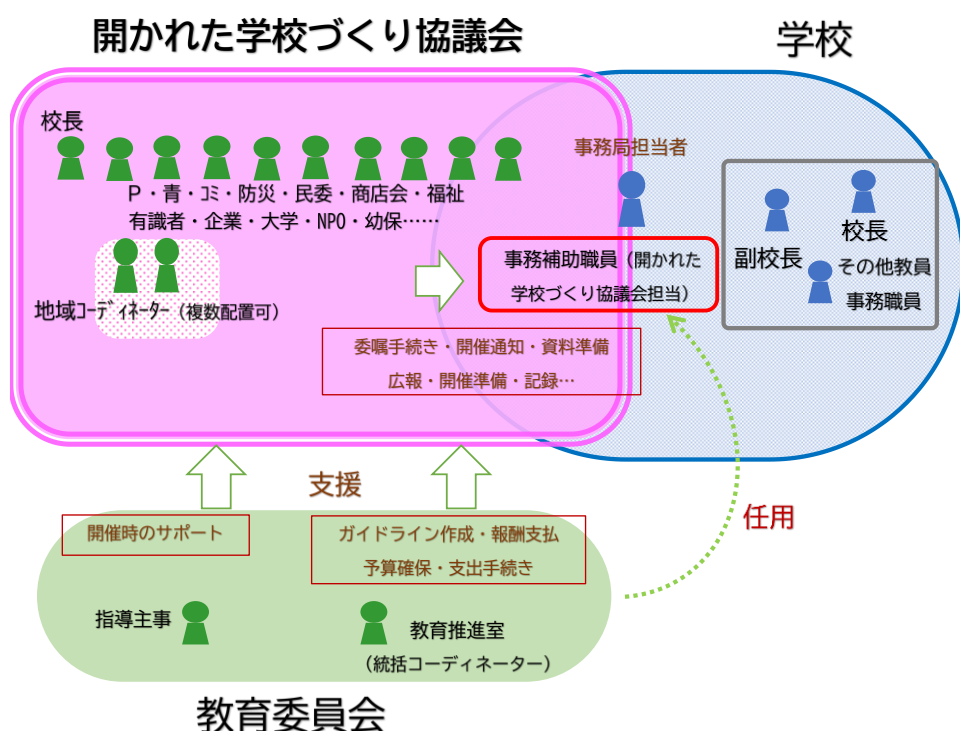 開かれた学校づくり協議会
学校
校長
P・青・コミ・防災・民委・商店会・福祉
有識者・企業・大学・NPO・幼保……
地域コーディネーター（複数配置可）
事務局担当者
事務補助職員（開かれた
学校づくり協議会担当）
副校長
校長
その他教員
事務職員
委嘱手続き・開催通知・資料準備
広報・開催準備・記録…
支援
任用
開催時のサポート
ガイドライン作成・報酬支払
予算確保・支出手続き
指導主事
教育推進室
（統括コーディネーター）
教育委員会